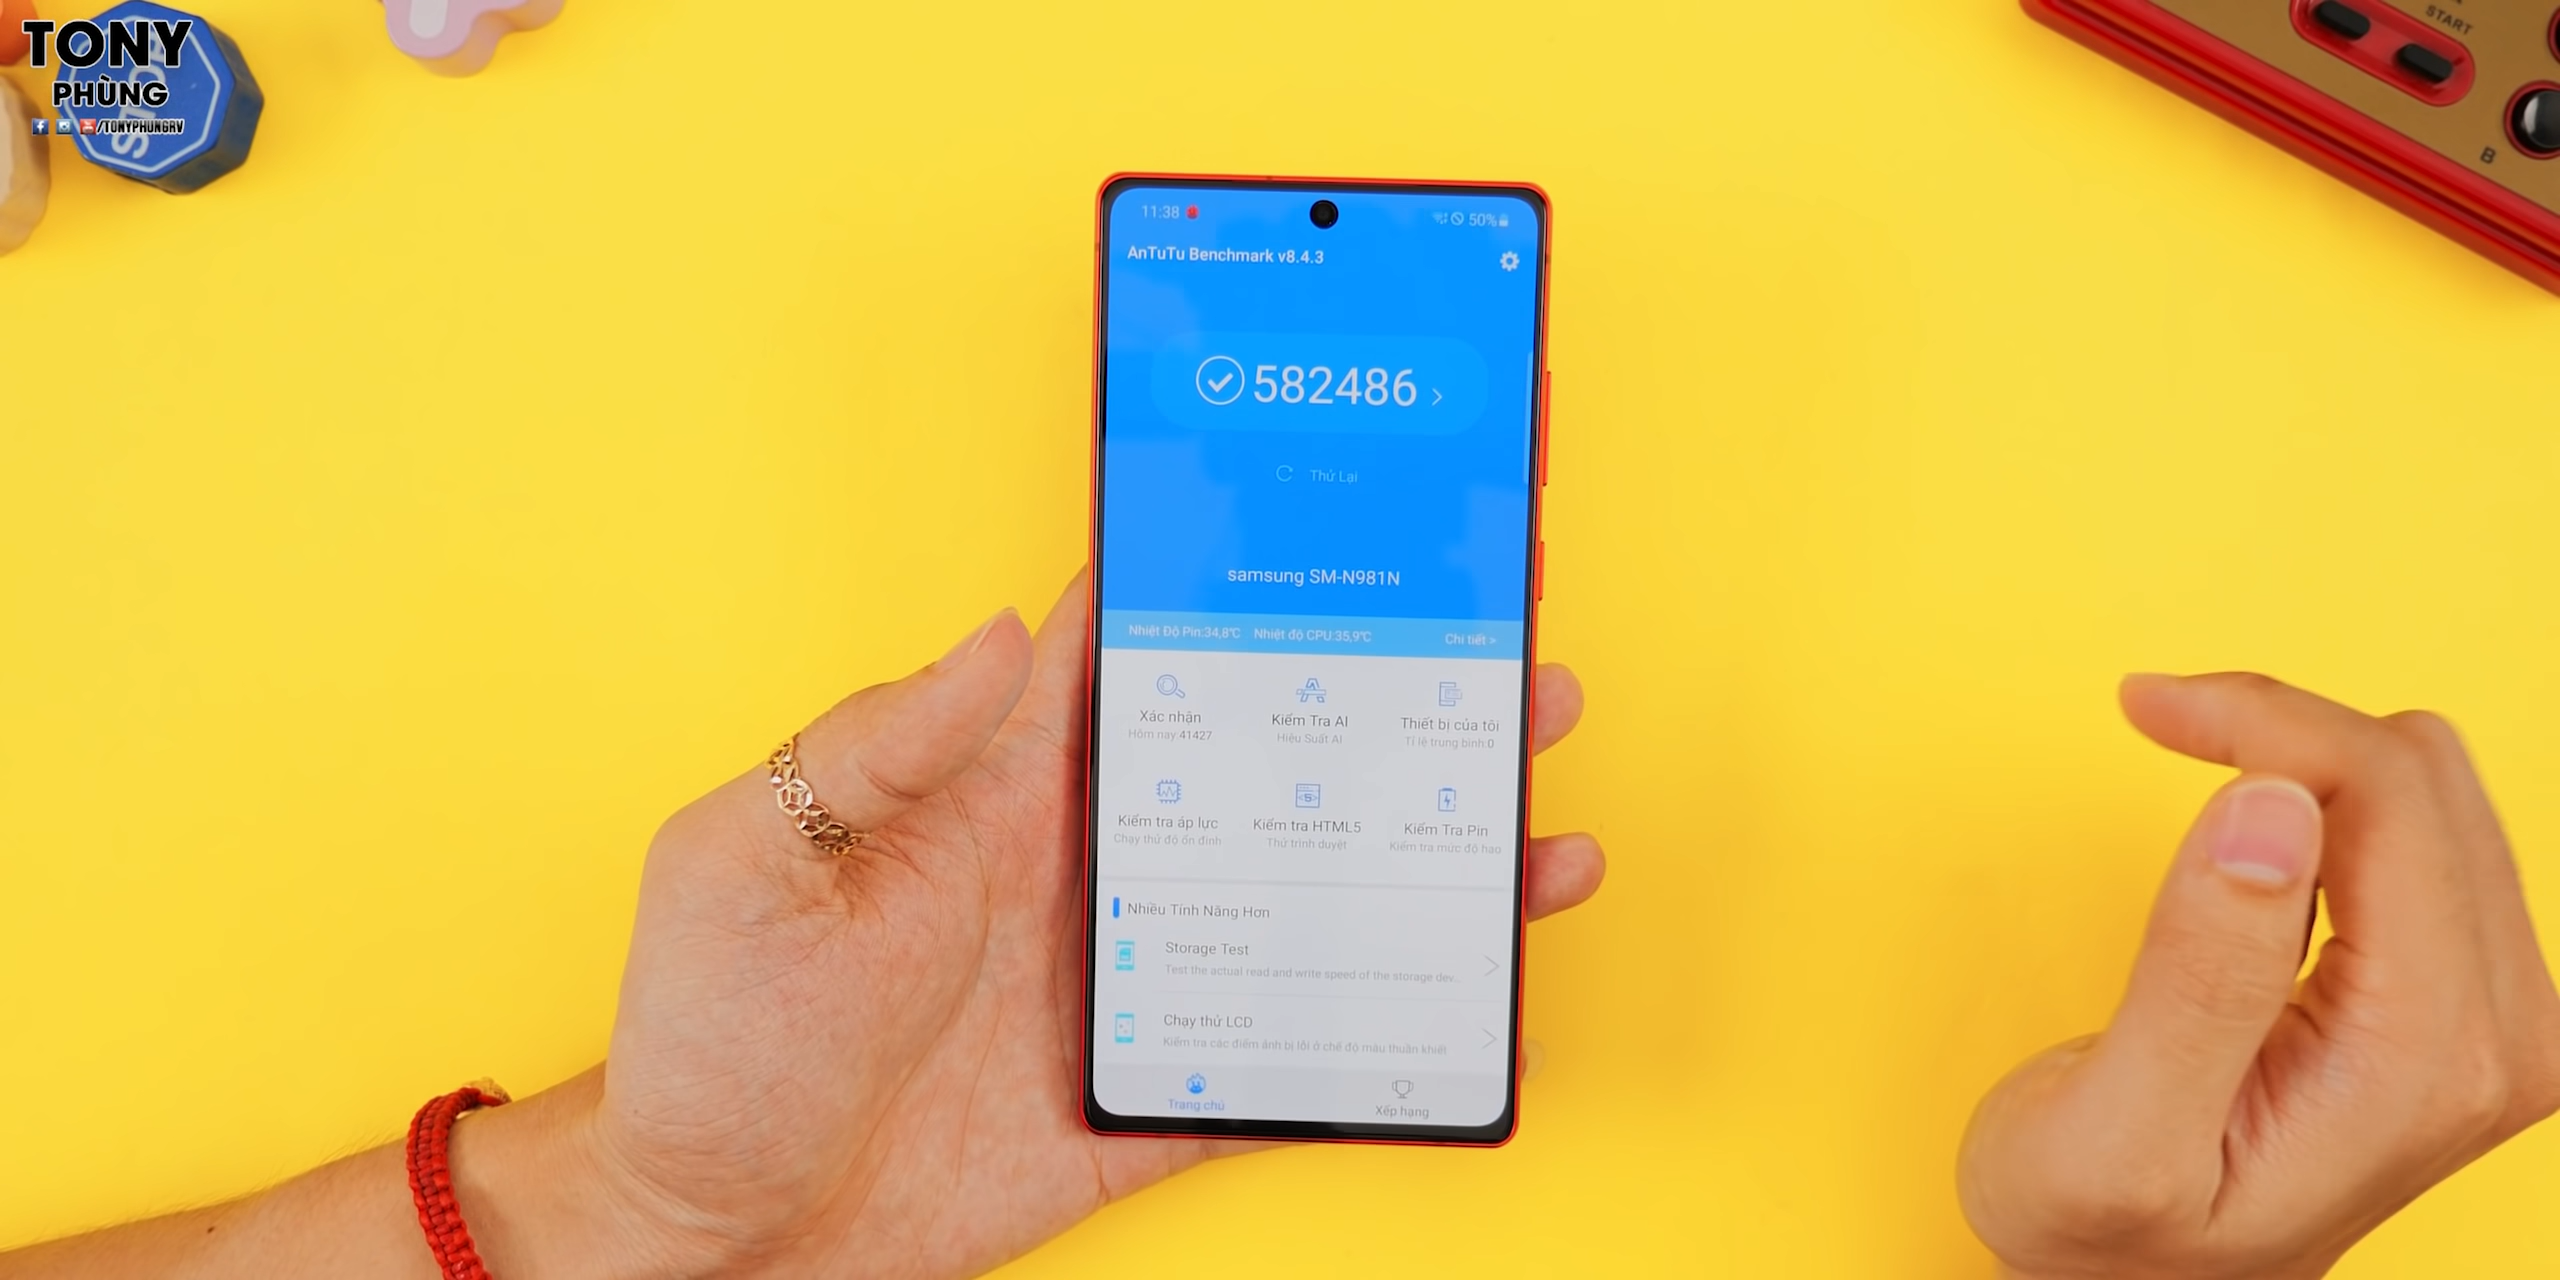 TONY
PHÙNG
/TONYPHUNGRV
SICIDE
START
B
11:38
50%
AnTuTu Benchmark v8.4.3
582486
Thử Lại
samsung SM-N981N
Nhiệt Độ Pin:34,8℃ Nhiệt độ CPU:35,9℃ Chi tiết >
Xác nhận
Hôm nay:41427
Kiểm Tra AI
Hiệu Suất AI
Thiết bị của tôi
Tỉ lệ trung bình:0
Kiểm tra áp lực
Chạy thử độ ổn định
Kiểm tra HTML5
Thử trình duyệt
Kiểm Tra Pin
Kiểm tra mức độ hao
Nhiều Tính Năng Hơn
Storage Test
Test the actual read and write speed of the storage dev..
Chạy thử LCD
Kiểm tra các điểm ảnh bị lỗi ở chế độ màu thuần khiết
Trang chủ
Xếp hạng